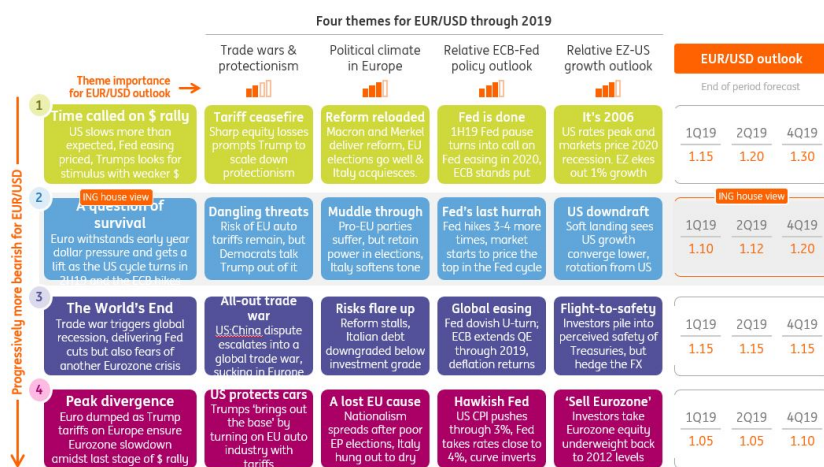 Four themes for EUR/USD through 2019
Theme importance
for EUR/USD outlook
Trade wars &
protectionism
Political climate
in Europe
Relative ECB-Fed
policy outlook
Relative EZ-US
growth outlook
EUR/USD outlook
End of period forecast
Progressively more bearish for EUR/USD
1
Time called on $ rally
US slows more than
expected, Fed easing
priced, Trumps looks for
stimulus with weaker $
Tariff ceasefire
Sharp equity losses
prompts Trump to
scale down
protectionism
Reform reloaded
Macron and Merkel
deliver reform, EU
elections go well &
Italy acquiesces.
Fed is done
1H19 Fed pause
turns into call on
Fed easing in 2020,
ECB stands put
It's 2006
US rates peak and
markets price 2020
recession. EZ ekes
out 1% growth
1Q19 2Q19 4Q19
1.15 1.20 1.30
2
ING house view
A question of
survival
Euro withstands early year
dollar pressure and gets a
lift as the US cycle turns in
2H19 and the ECB hikes
Dangling threats
Risk of EU auto
tariffs remain, but
Democrats talk
Trump out of it
Muddle through
Pro-EU parties
suffer, but retain
power in elections,
Italy softens tone
Fed's last hurrah
Fed hikes 3-4 more
times, market
starts to price the
top in the Fed cycle
US downdraft
Soft landing sees
US growth
converge lower,
rotation from US
ING house view
1Q19 2Q19 4Q19
1.10 1.12 1.20
3
The World's End
Trade war triggers global
recession, delivering Fed
cuts but also fears of
another Eurozone crisis
All-out trade
war
US:China dispute
escalates into a
global trade war,
sucking in Europe
Risks flare up
Reform stalls,
Italian debt
downgraded below
investment grade
Global easing
Fed dovish U-turn;
ECB extends QE
through 2019,
deflation returns
Flight-to-safety
Investors pile into
perceived safety of
Treasuries, but
hedge the FX
1Q19 2Q19 4Q19
1.15 1.15 1.15
4
Peak divergence
Euro dumped as Trump
tariffs on Europe ensure
Eurozone slowdown
amidst last stage of $ rally
US protects cars
Trumps 'brings out
the base' by
turning on EU auto
industry with
tariffs
A lost EU cause
Nationalism
spreads after poor
EP elections, Italy
hung out to dry
Hawkish Fed
US CPI pushes
through 3%, Fed
takes rates close to
4%, curve inverts
'Sell Eurozone'
Investors take
Eurozone equity
underweight back
to 2012 levels
1Q19 2Q19 4Q19
1.05 1.05 1.10